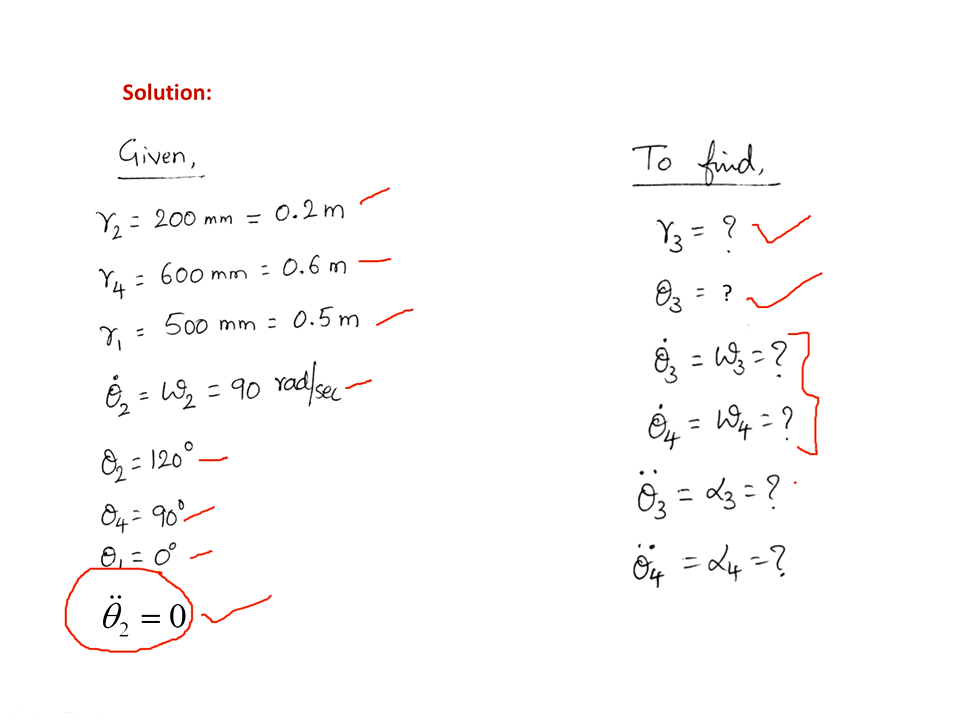 Solution:
Given,
r₂ = 200 mm = 0.2 m
r₄ = 600 mm = 0.6 m
r₁ = 500 mm = 0.5 m
θ̇₂ = ω₂ = 90 rad/sec
θ₂ = 120°
θ₄ = 90°
θ₁ = 0°
θ̈₂ = 0
To find,
r₃ = ?
θ₃ = ?
θ̇₃ = ω₃ = ?
θ̇₄ = ω₄ = ?
θ̈₃ = α₃ = ?
θ̈₄ = α₄ = ?